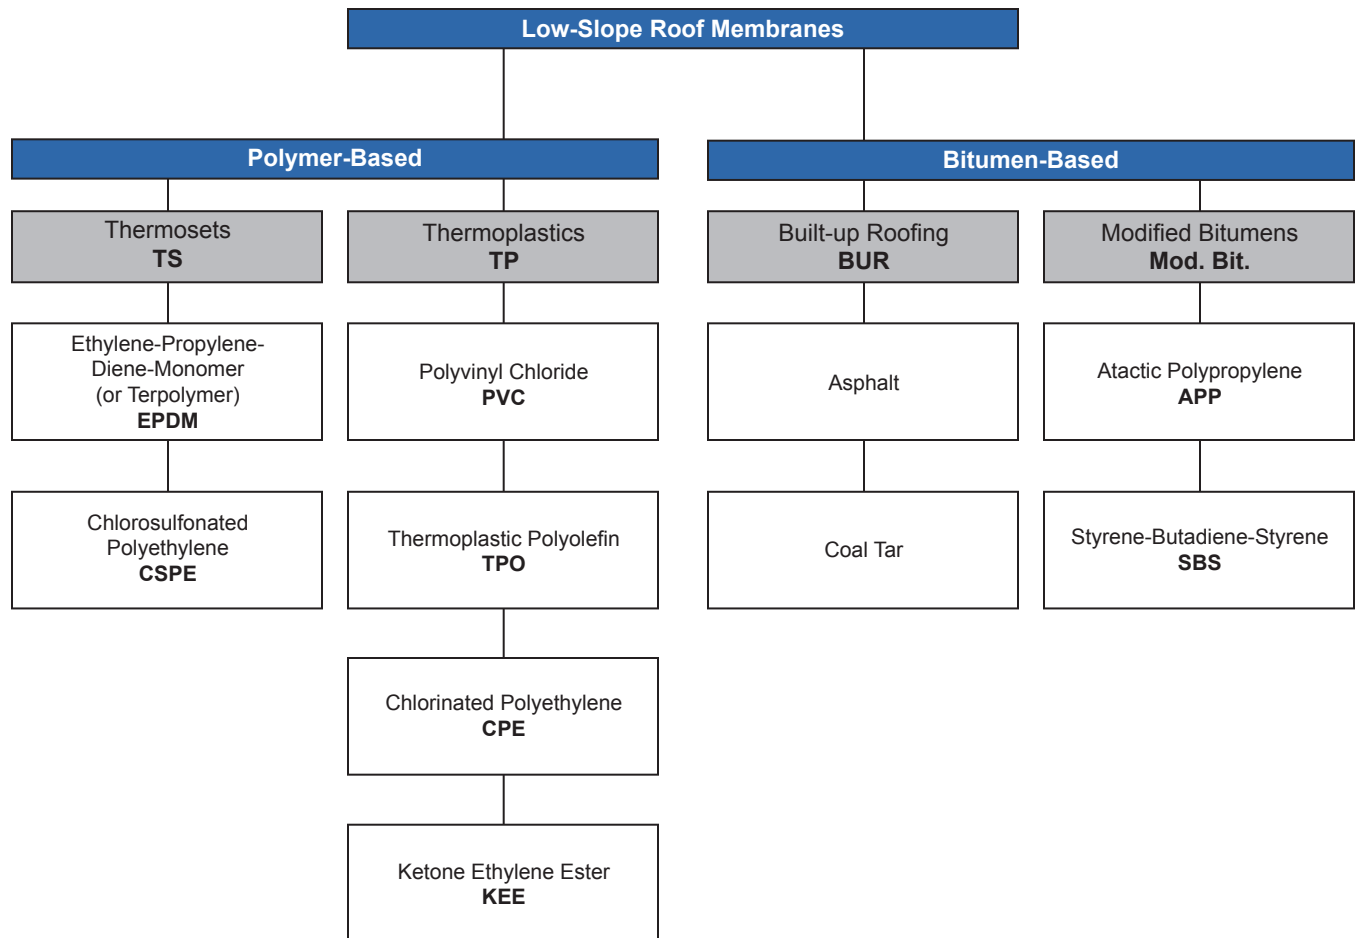 Low-Slope Roof Membranes
Polymer-Based
Bitumen-Based
Thermosets
TS
Thermoplastics
TP
Built-up Roofing
BUR
Modified Bitumens
Mod. Bit.
Ethylene-Propylene-
Diene-Monomer
(or Terpolymer)
EPDM
Polyvinyl Chloride
PVC
Asphalt
Atactic Polypropylene
APP
Chlorosulfonated
Polyethylene
CSPE
Thermoplastic Polyolefin
TPO
Coal Tar
Styrene-Butadiene-Styrene
SBS
Chlorinated Polyethylene
CPE
Ketone Ethylene Ester
KEE